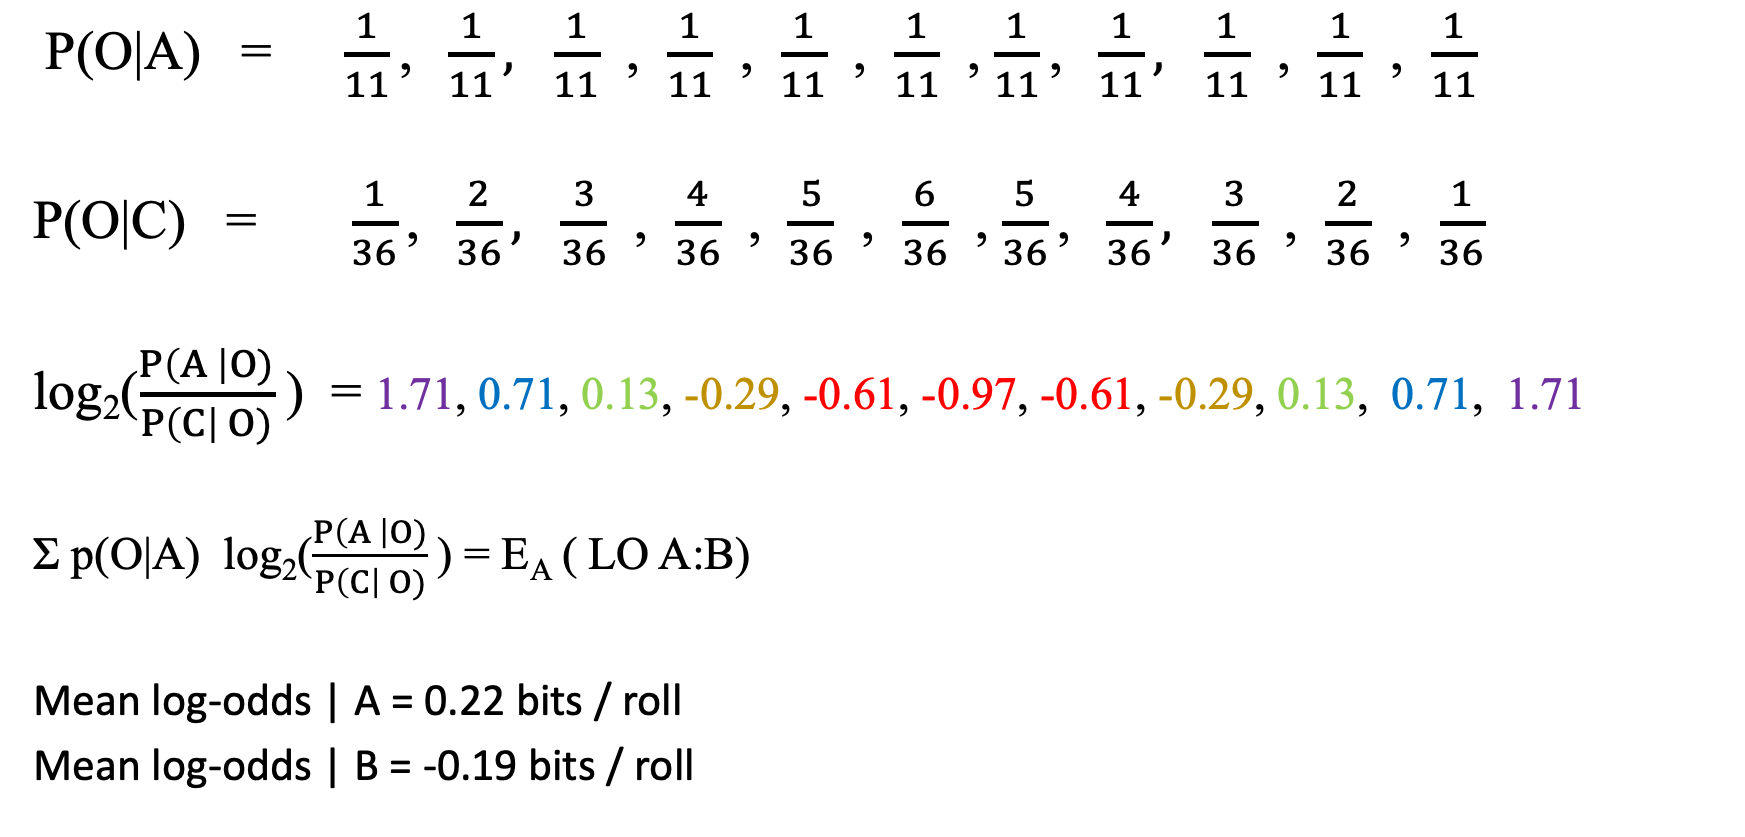 P(O|A) = 1/11, 1/11, 1/11, 1/11, 1/11, 1/11, 1/11, 1/11, 1/11, 1/11, 1/11
P(O|C) = 1/36, 2/36, 3/36, 4/36, 5/36, 6/36, 5/36, 4/36, 3/36, 2/36, 1/36
log₂(P(A |O)/P(C| O)) = 1.71, 0.71, 0.13, -0.29, -0.61, -0.97, -0.61, -0.29, 0.13, 0.71, 1.71
Σ p(O|A) log₂(P(A |O)/P(C| O)) = E_A ( LO A:B)
Mean log-odds | A = 0.22 bits / roll
Mean log-odds | B = -0.19 bits / roll